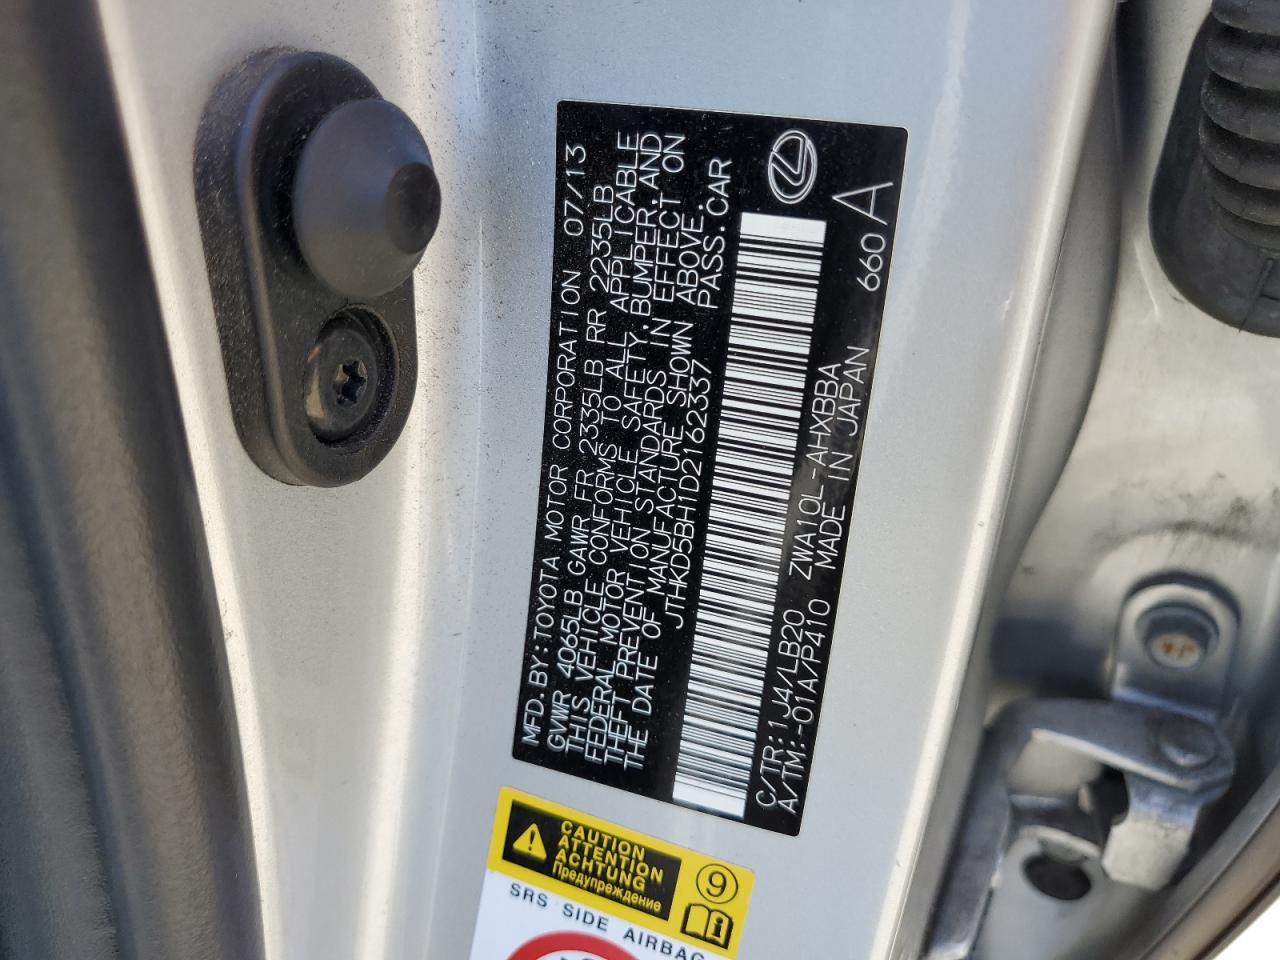 MFD. BY: TOYOTA MOTOR CORPORATION 07/13
GVWR 4065LB GAWR FR 2335LB RR 2235LB
THIS VEHICLE CONFORMS TO ALL APPLICABLE
FEDERAL MOTOR VEHICLE SAFETY, BUMPER, AND
THEFT PREVENTION STANDARDS IN EFFECT ON
THE DATE OF MANUFACTURE SHOWN ABOVE.
JTHKD5BH1D2162337 PASS. CAR
C/TR: 1J4/LB20 ZWA10L-AHXBBA 660 A
A/TM: -01A/P410 MADE IN JAPAN
CAUTION
ATTENTION
ACHTUNG
Предупреждение
9
SRS SIDE AIRBAG